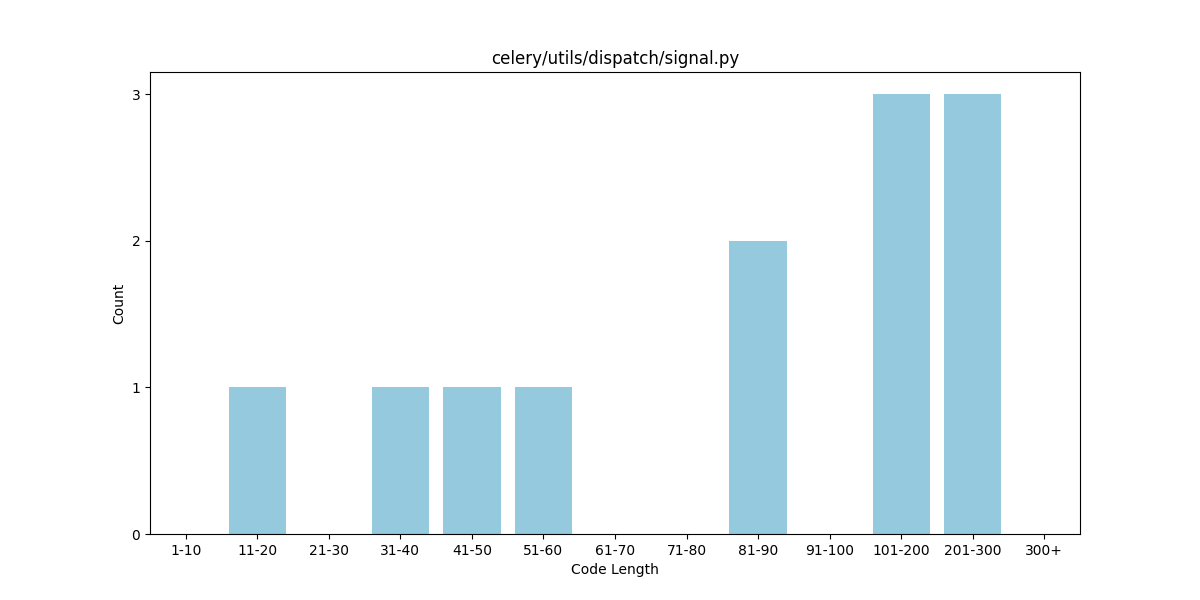 celery/utils/dispatch/signal.py
Count
3
2
1
0
1-10 11-20 21-30 31-40 41-50 51-60 61-70 71-80 81-90 91-100 101-200 201-300 300+
Code Length